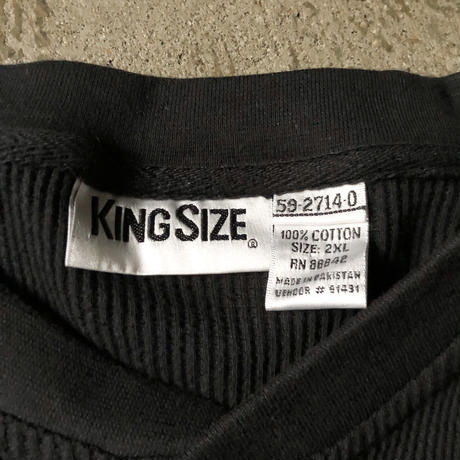 KINGSIZE ®
59-2714-0
100% COTTON
SIZE: 2XL
RN 88842
MADE IN PAKISTAN
VENDOR # 91431